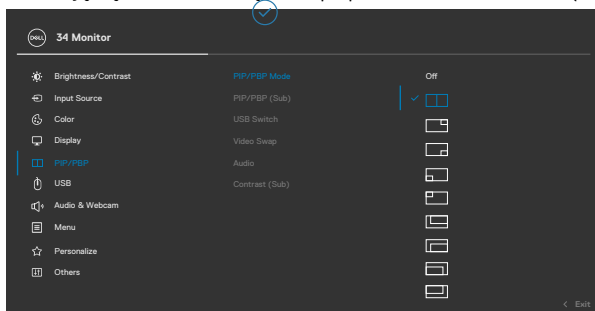 DELL
34 Monitor
Brightness/Contrast
PIP/PBP Mode
Off
Input Source
PIP/PBP (Sub)
Color
USB Switch
Display
Video Swap
PIP/PBP
Audio
USB
Contrast (Sub)
Audio & Webcam
Menu
Personalize
Others
< Exit